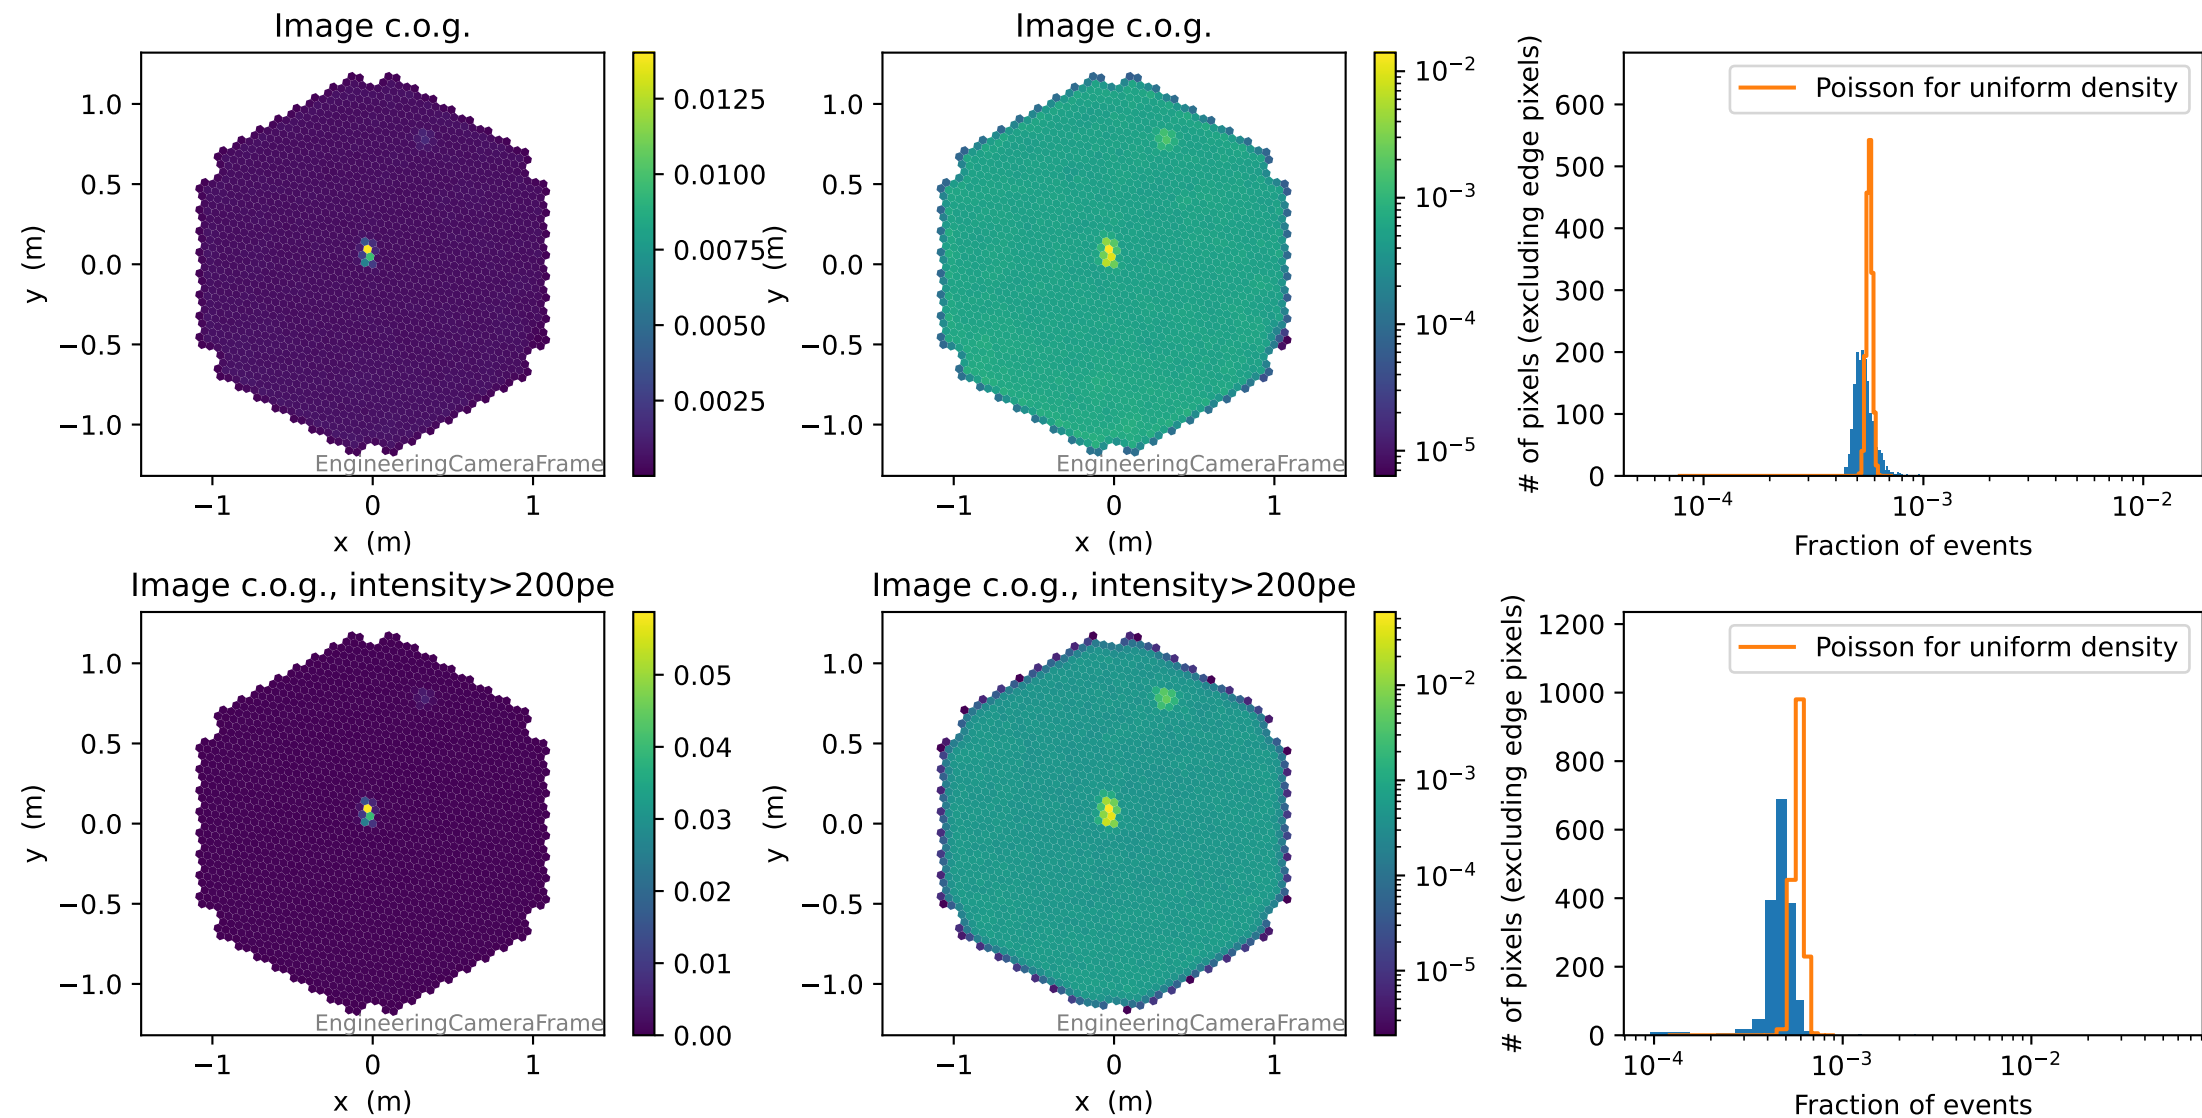 Image c.o.g.
y (m)
1.0
0.5
0.0
−0.5
−1.0
EngineeringCameraFrame
−1 0 1
x (m)
0.0125
0.0100
0.0075
0.0050
0.0025
Image c.o.g.
y (m)
1.0
0.5
0.0
−0.5
−1.0
EngineeringCameraFrame
−1 0 1
x (m)
10⁻²
10⁻³
10⁻⁴
10⁻⁵
# of pixels (excluding edge pixels)
600
500
400
300
200
100
0
Poisson for uniform density
10⁻⁴ 10⁻³ 10⁻²
Fraction of events
Image c.o.g., intensity>200pe
y (m)
1.0
0.5
0.0
−0.5
−1.0
EngineeringCameraFrame
−1 0 1
x (m)
0.05
0.04
0.03
0.02
0.01
0.00
Image c.o.g., intensity>200pe
y (m)
1.0
0.5
0.0
−0.5
−1.0
EngineeringCameraFrame
−1 0 1
x (m)
10⁻²
10⁻³
10⁻⁴
10⁻⁵
# of pixels (excluding edge pixels)
1200
1000
800
600
400
200
0
Poisson for uniform density
10⁻⁴ 10⁻³ 10⁻²
Fraction of events